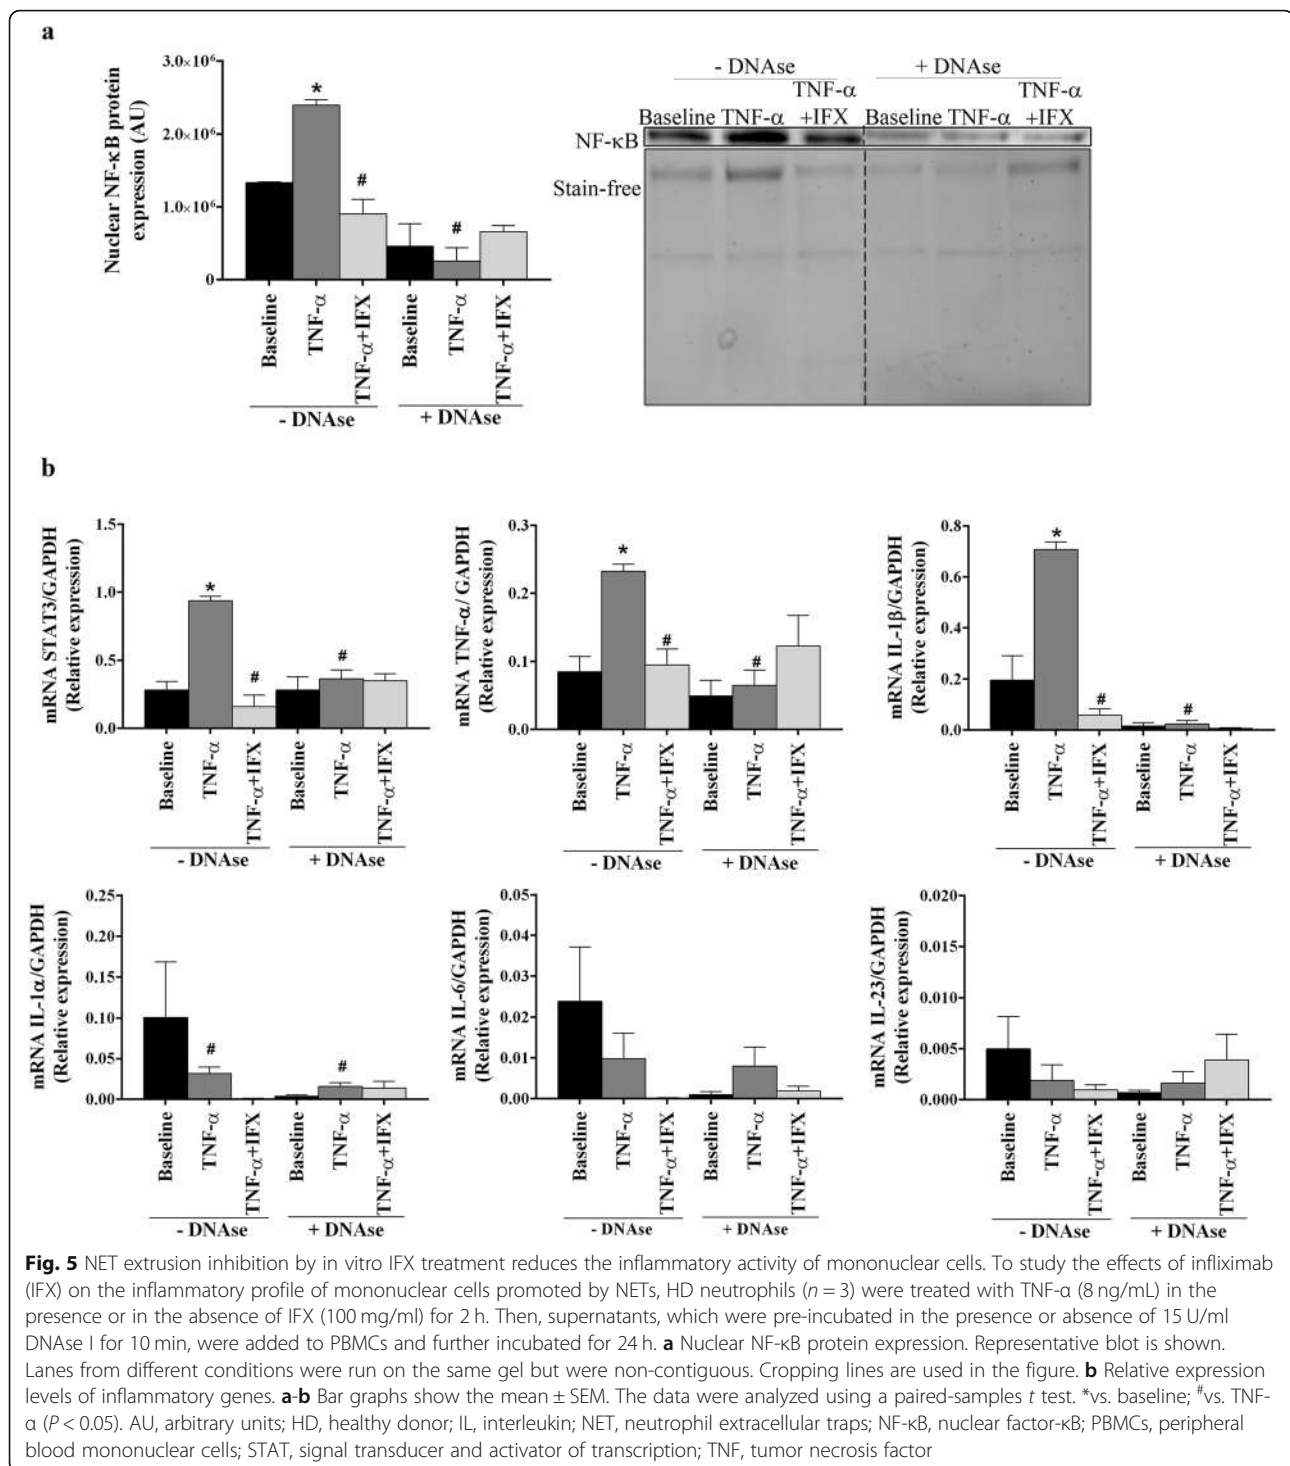 a
3.0×10⁶
2.0×10⁶
1.0×10⁶
0
Nuclear NF-κB protein
expression (AU)
*
#
#
Baseline
TNF-α
TNF-α+IFX
Baseline
TNF-α
TNF-α+IFX
- DNAse
+ DNAse
- DNAse
+ DNAse
TNF-α
TNF-α
Baseline TNF-α +IFX
Baseline TNF-α +IFX
NF-κB
Stain-free
b
mRNA STAT3/GAPDH
(Relative expression)
1.5
1.0
0.5
0.0
*
#
#
Baseline
TNF-α
TNF-α+IFX
Baseline
TNF-α
TNF-α+IFX
- DNAse
+ DNAse
mRNA TNF-α/ GAPDH
(Relative expression)
0.3
0.2
0.1
0.0
*
#
#
Baseline
TNF-α
TNF-α+IFX
Baseline
TNF-α
TNF-α+IFX
- DNAse
+ DNAse
mRNA IL-1β/GAPDH
(Relative expression)
0.8
0.6
0.4
0.2
0.0
*
#
#
Baseline
TNF-α
TNF-α+IFX
Baseline
TNF-α
TNF-α+IFX
- DNAse
+ DNAse
mRNA IL-1α/GAPDH
(Relative expression)
0.25
0.20
0.15
0.10
0.05
0.00
#
#
Baseline
TNF-α
TNF-α+IFX
Baseline
TNF-α
TNF-α+IFX
- DNAse
+ DNAse
mRNA IL-6/GAPDH
(Relative expression)
0.05
0.04
0.03
0.02
0.01
0.00
Baseline
TNF-α
TNF-α+IFX
Baseline
TNF-α
TNF-α+IFX
- DNAse
+ DNAse
mRNA IL-23/GAPDH
(Relative expression)
0.020
0.015
0.010
0.005
0.000
Baseline
TNF-α
TNF-α+IFX
Baseline
TNF-α
TNF-α+IFX
- DNAse
+ DNAse
Fig. 5 NET extrusion inhibition by in vitro IFX treatment reduces the inflammatory activity of mononuclear cells. To study the effects of infliximab
(IFX) on the inflammatory profile of mononuclear cells promoted by NETs, HD neutrophils (n = 3) were treated with TNF-α (8 ng/mL) in the
presence or in the absence of IFX (100 mg/ml) for 2 h. Then, supernatants, which were pre-incubated in the presence or absence of 15 U/ml
DNAse I for 10 min, were added to PBMCs and further incubated for 24 h. a Nuclear NF-κB protein expression. Representative blot is shown.
Lanes from different conditions were run on the same gel but were non-contiguous. Cropping lines are used in the figure. b Relative expression
levels of inflammatory genes. a-b Bar graphs show the mean ± SEM. The data were analyzed using a paired-samples t test. *vs. baseline; #vs. TNF-
α (P < 0.05). AU, arbitrary units; HD, healthy donor; IL, interleukin; NET, neutrophil extracellular traps; NF-κB, nuclear factor-κB; PBMCs, peripheral
blood mononuclear cells; STAT, signal transducer and activator of transcription; TNF, tumor necrosis factor